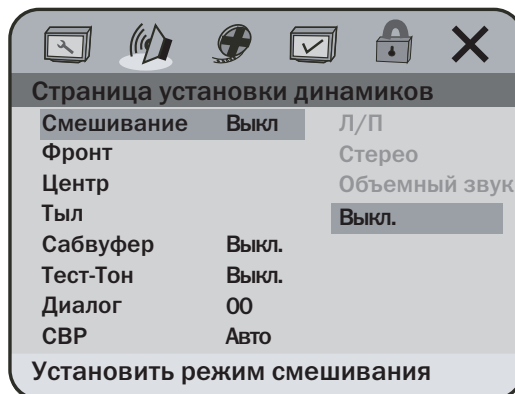 Страница установки динамиков
Смешивание Выкл Л/П
Фронт Стерео
Центр Объемный звук
Тыл Выкл.
Сабвуфер Выкл.
Тест-Тон Выкл.
Диалог 00
СВР Авто
Установить режим смешивания